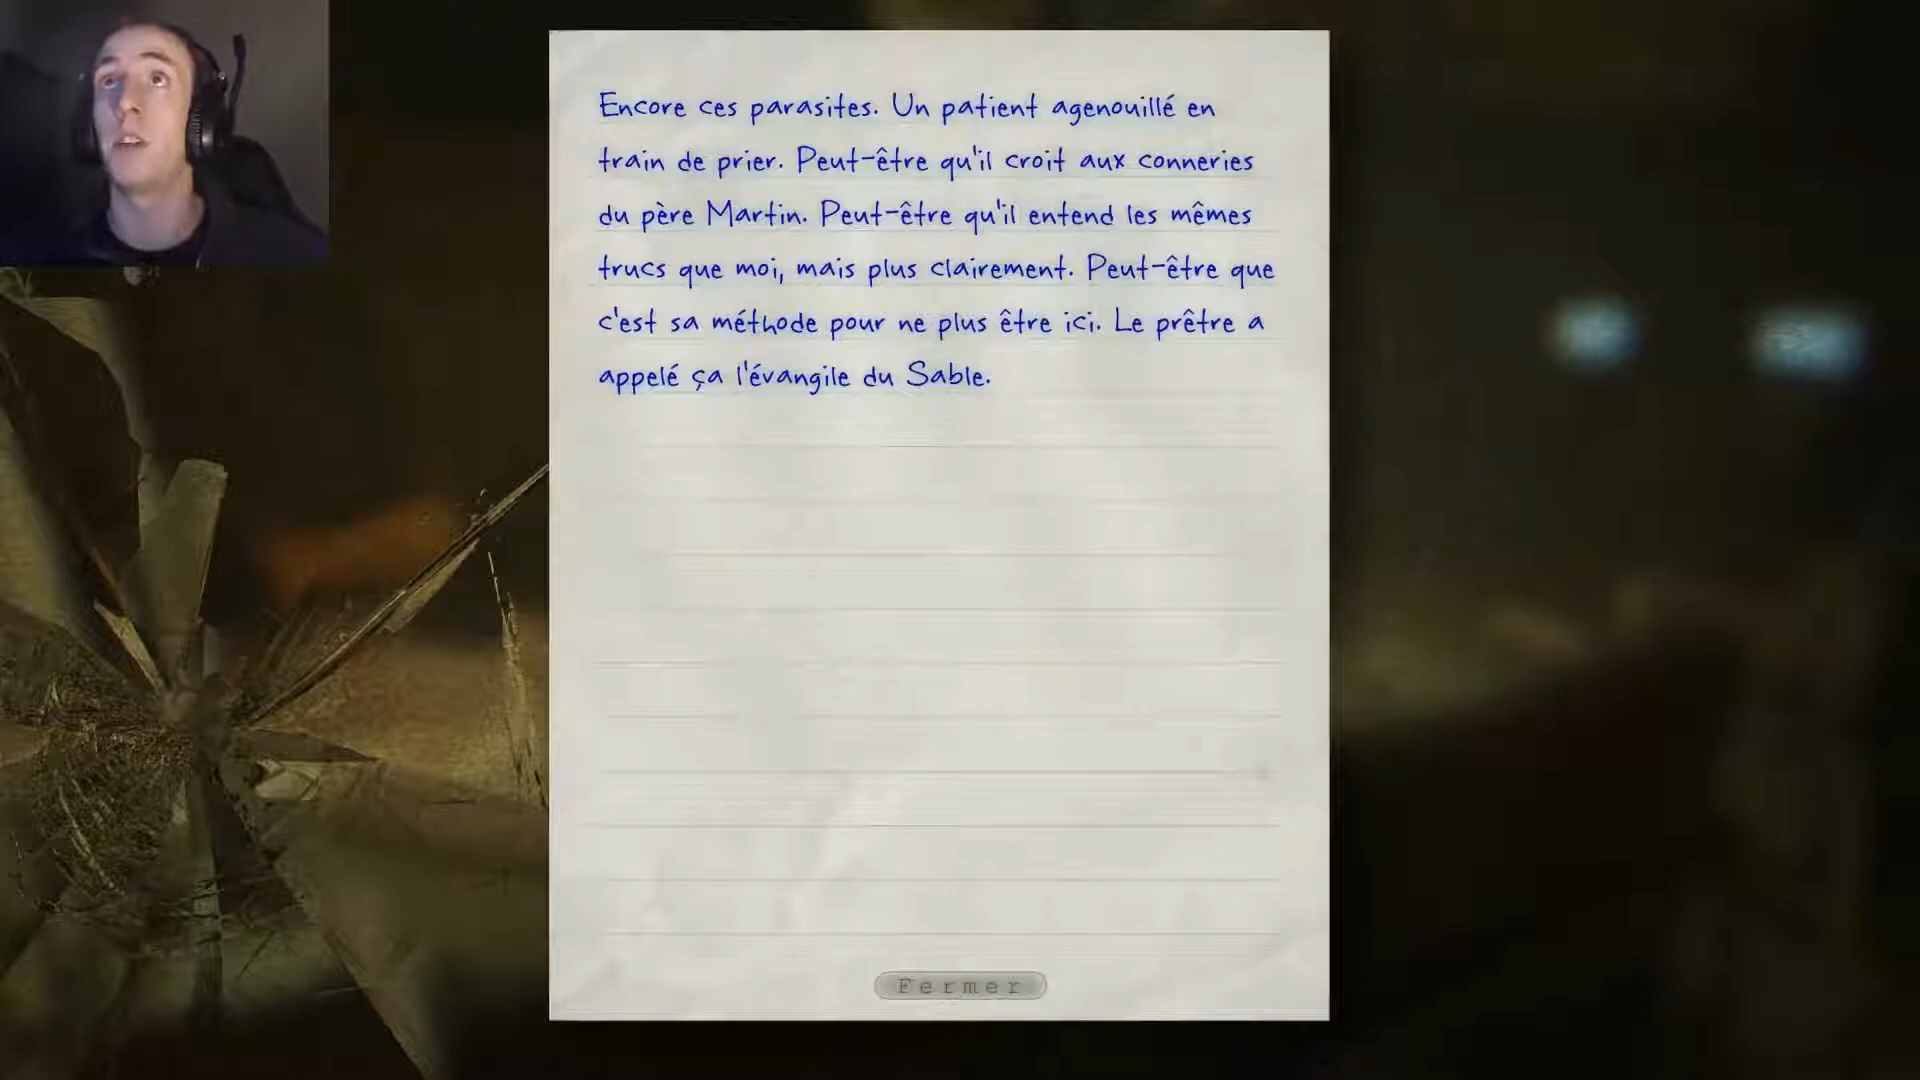 Encore ces parasites. Un patient agenouillé en
train de prier. Peut-être qu'il croit aux conneries
du père Martin. Peut-être qu'il entend les mêmes
trucs que moi, mais plus clairement. Peut-être que
c'est sa méthode pour ne plus être ici. Le prêtre a
appelé ça l'évangile du Sable.
Fermer